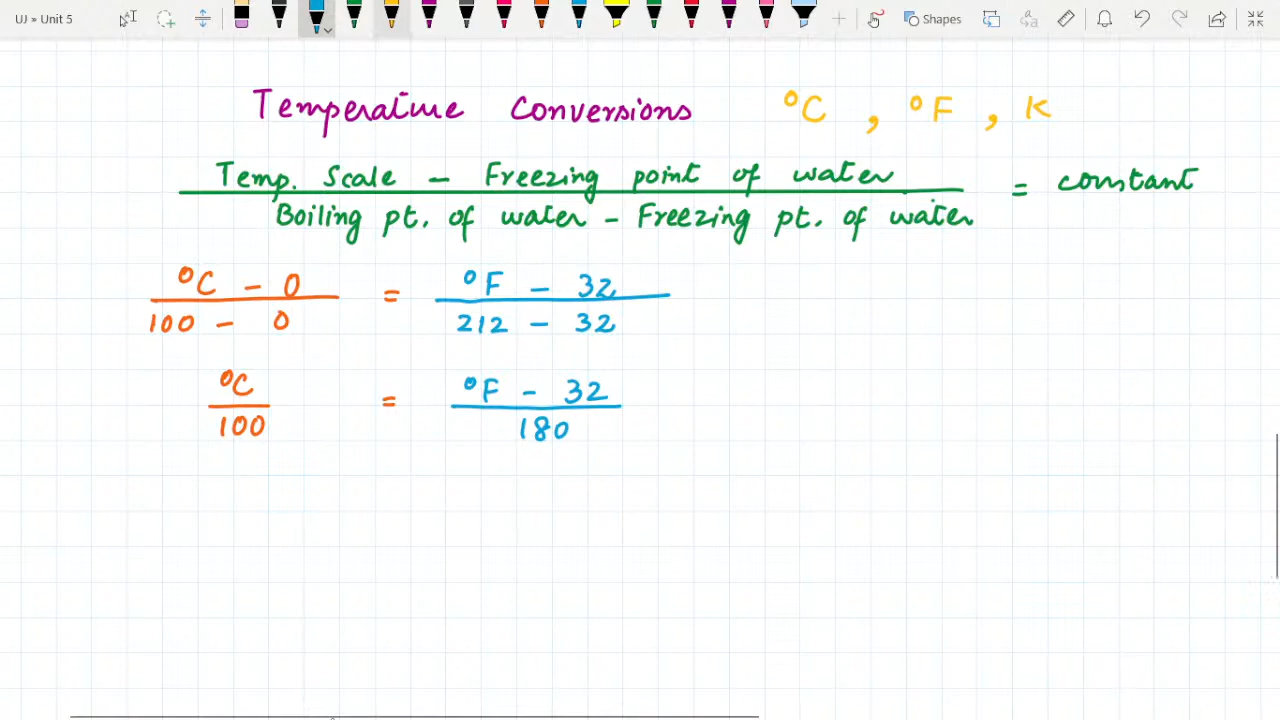 UJ » Unit 5
Shapes
Temperature Conversions °C , °F , K
Temp. Scale - Freezing point of water
Boiling pt. of water - Freezing pt. of water
= constant
°C - 0 = °F - 32
100 - 0 212 - 32
°C = °F - 32
100 180